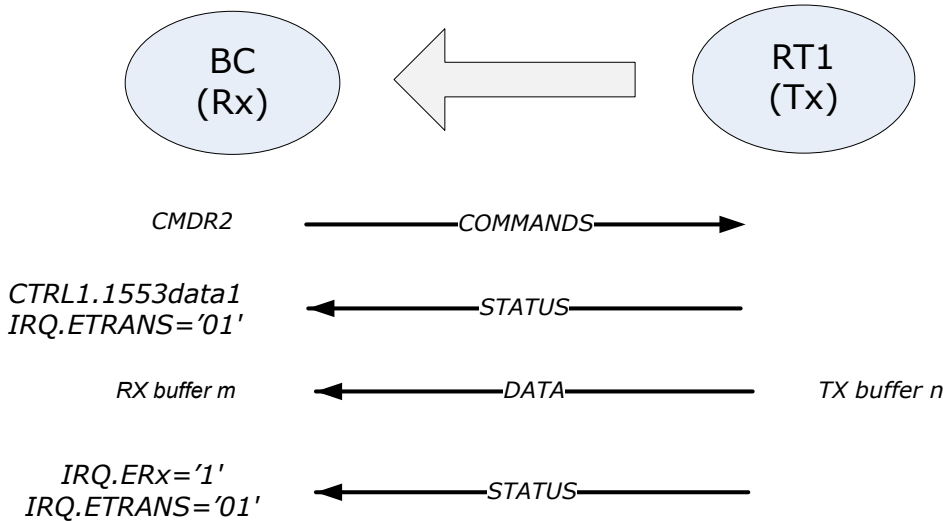 BC
(Rx)
RT1
(Tx)
CMDR2
COMMANDS
CTRL1.1553data1
IRQ.ETRANS=’01'
STATUS
RX buffer m
DATA
TX buffer n
IRQ.ERx=’1'
IRQ.ETRANS=’01'
STATUS